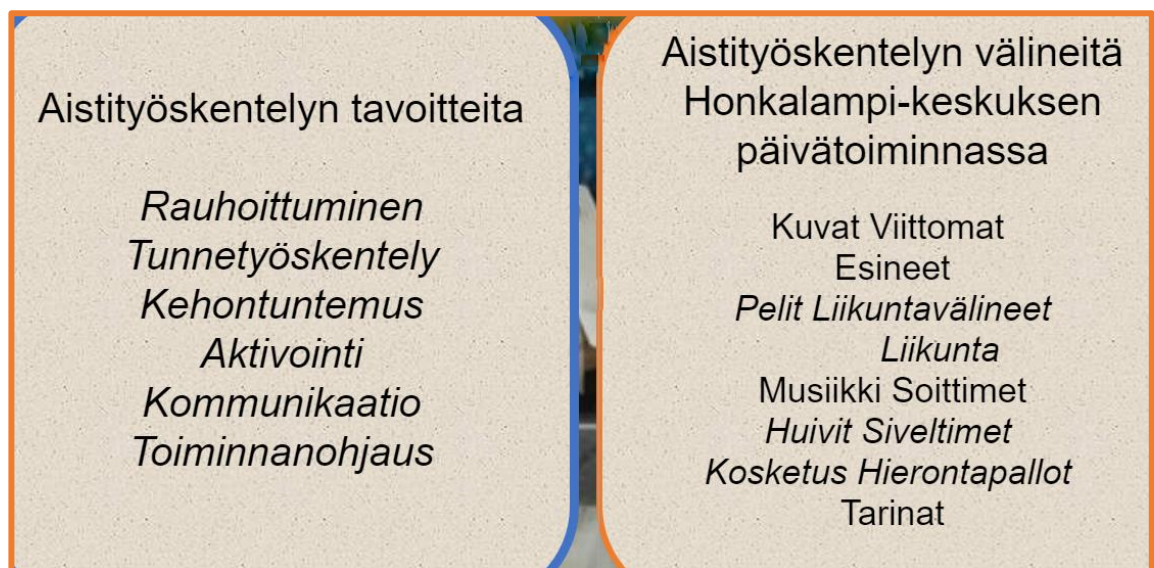 Aistityöskentelyn tavoitteita
Rauhoittuminen
Tunnetyöskentely
Kehontuntemus
Aktivointi
Kommunikaatio
Toiminnanohjaus
Aistityöskentelyn välineitä
Honkalampi-keskuksen
päivätoiminnassa
Kuvat Viittomat
Esineet
Pelit Liikuntavälineet
Liikunta
Musiikki Soittimet
Huivit Siveltimet
Kosketus Hierontapallot
Tarinat